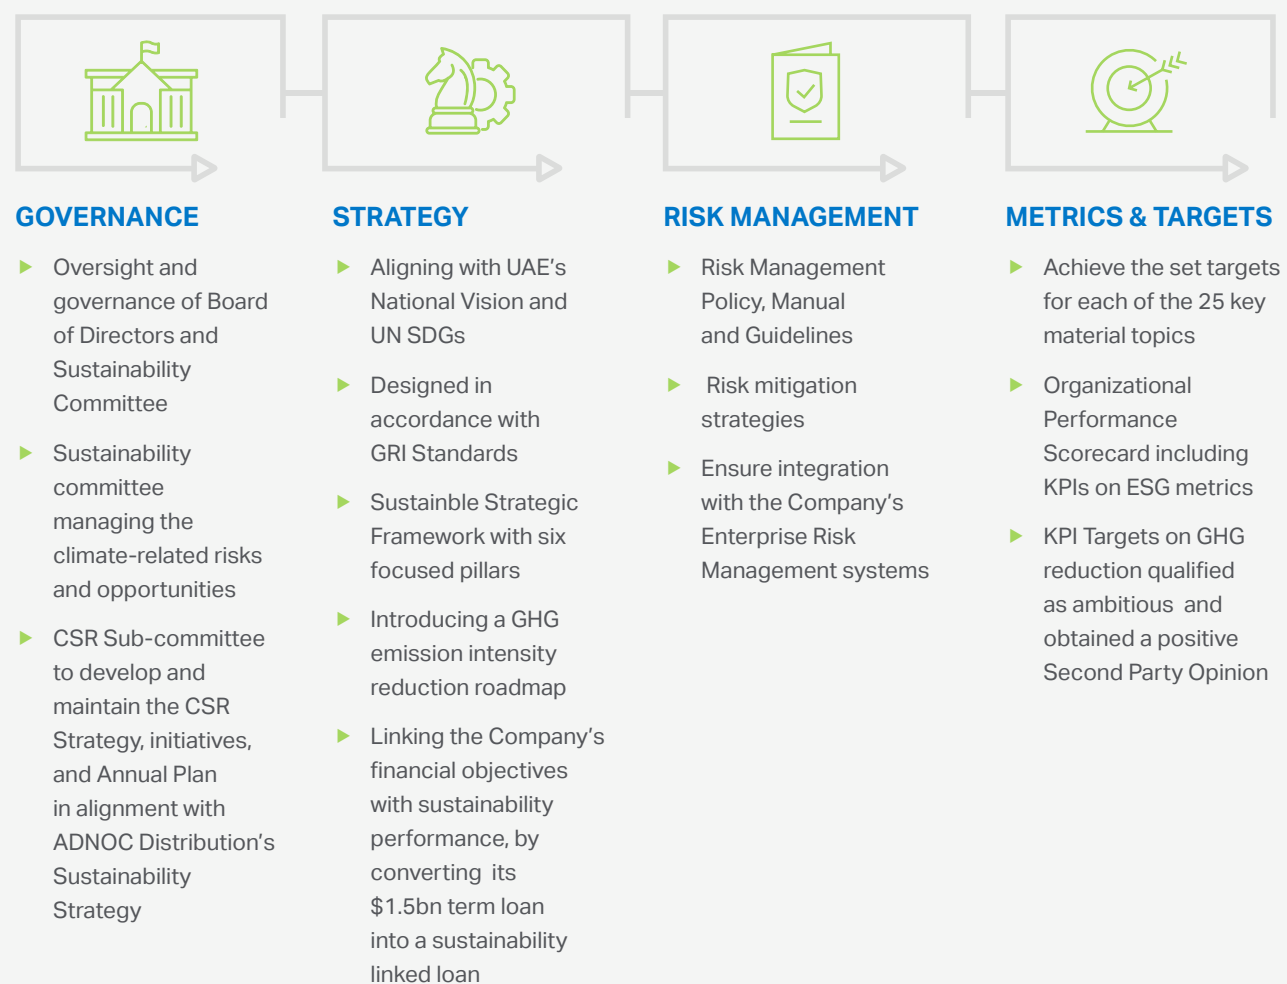 GOVERNANCE
Oversight and
governance of Board
of Directors and
Sustainability
Committee
Sustainability
committee
managing the
climate-related risks
and opportunities
CSR Sub-committee
to develop and
maintain the CSR
Strategy, initiatives,
and Annual Plan
in alignment with
ADNOC Distribution’s
Sustainability
Strategy
STRATEGY
Aligning with UAE’s
National Vision and
UN SDGs
Designed in
accordance with
GRI Standards
Sustainble Strategic
Framework with six
focused pillars
Introducing a GHG
emission intensity
reduction roadmap
Linking the Company’s
financial objectives
with sustainability
performance, by
converting its
$1.5bn term loan
into a sustainability
linked loan
RISK MANAGEMENT
Risk Management
Policy, Manual
and Guidelines
Risk mitigation
strategies
Ensure integration
with the Company’s
Enterprise Risk
Management systems
METRICS & TARGETS
Achieve the set targets
for each of the 25 key
material topics
Organizational
Performance
Scorecard including
KPIs on ESG metrics
KPI Targets on GHG
reduction qualified
as ambitious and
obtained a positive
Second Party Opinion